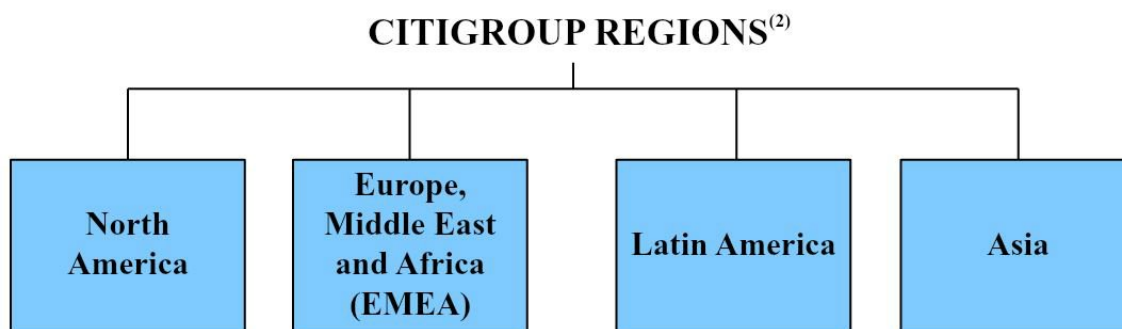 CITIGROUP REGIONS(2)
North
America
Europe,
Middle East
and Africa
(EMEA)
Latin America
Asia